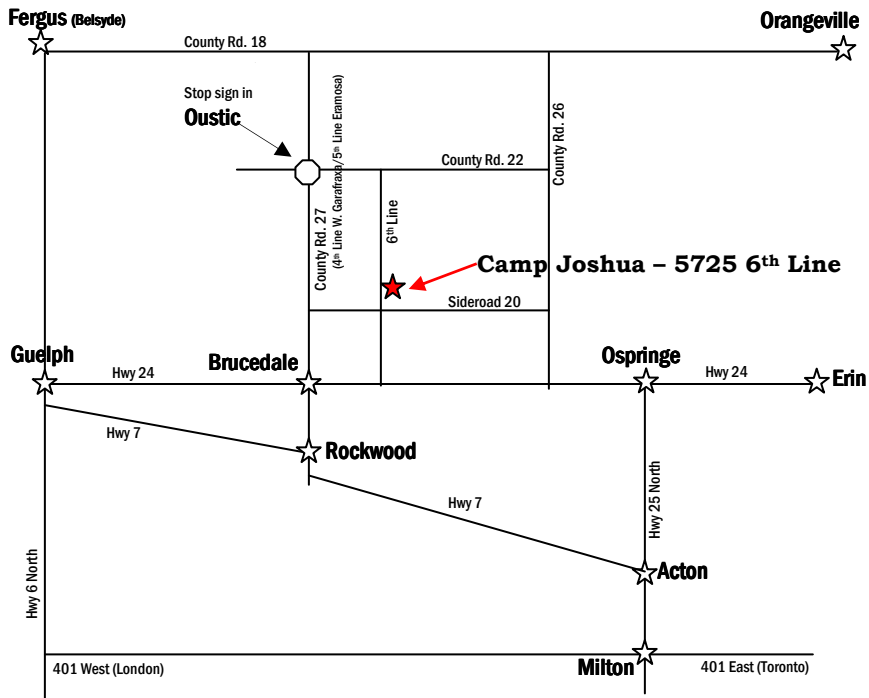 Fergus (Belsyde)
Orangeville
County Rd. 18
Stop sign in
Oustic
County Rd. 27
(4th Line W. Garafraxa/5th Line Eramosa)
County Rd. 22
County Rd. 26
6th Line
Camp Joshua – 5725 6th Line
Sideroad 20
Guelph
Hwy 24
Brucedale
Ospringe
Hwy 24
Erin
Hwy 7
Rockwood
Hwy 7
Hwy 25 North
Acton
Hwy 6 North
401 West (London)
Milton
401 East (Toronto)